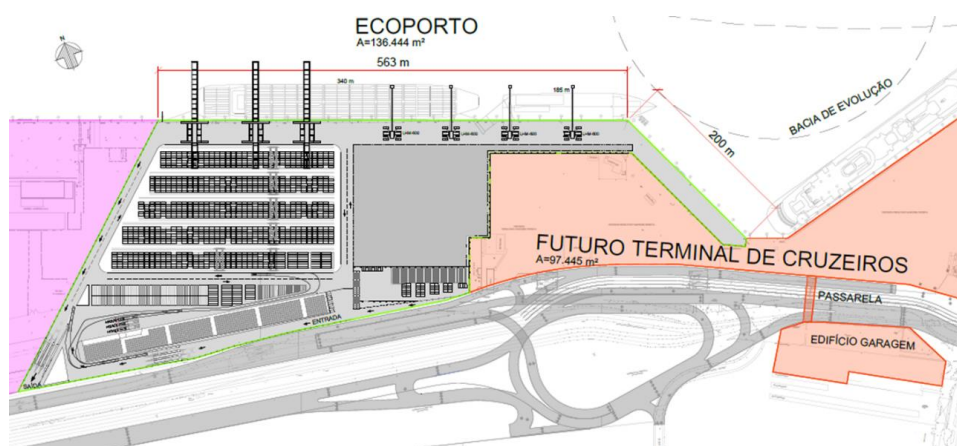 N
ECOPORTO
A=136.444 m²
563 m
340 m
185 m
BACIA DE EVOLUÇÃO
200 m
FUTURO TERMINAL DE CRUZEIROS
A=97.445 m²
PASSARELA
EDIFÍCIO GARAGEM
ENTRADA
SAÍDA